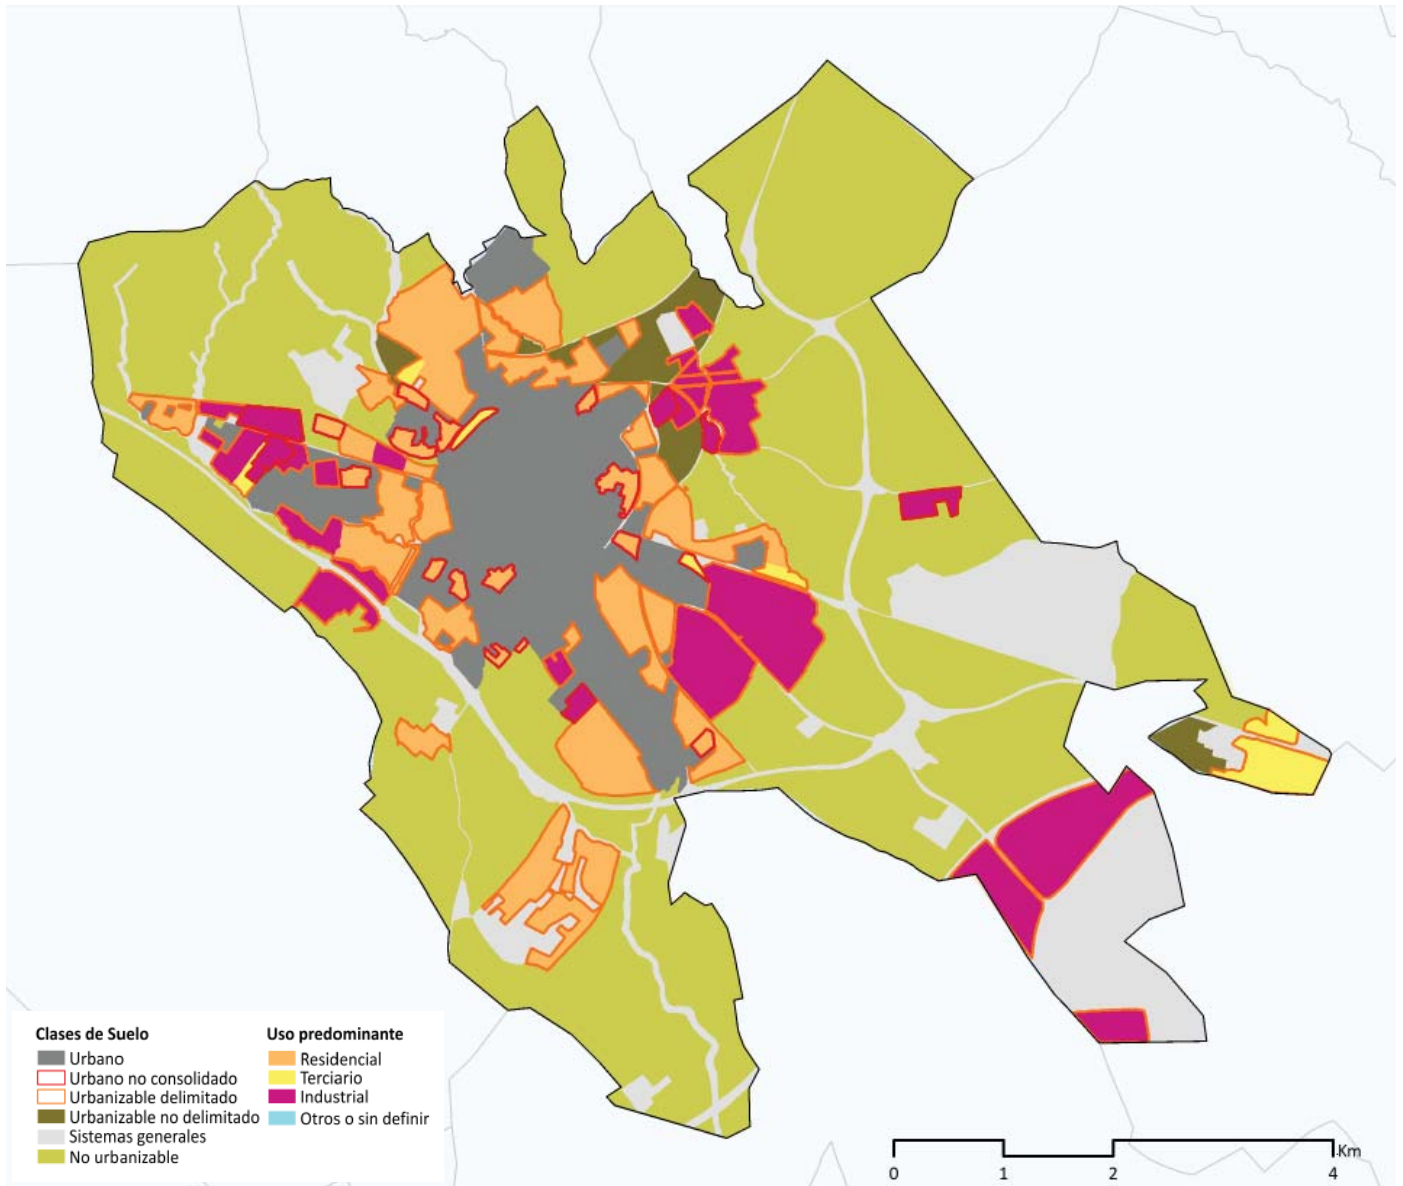 Clases de Suelo
Urbano
Urbano no consolidado
Urbanizable delimitado
Urbanizable no delimitado
Sistemas generales
No urbanizable
Uso predominante
Residencial
Terciario
Industrial
Otros o sin definir
Km
0 1 2 4